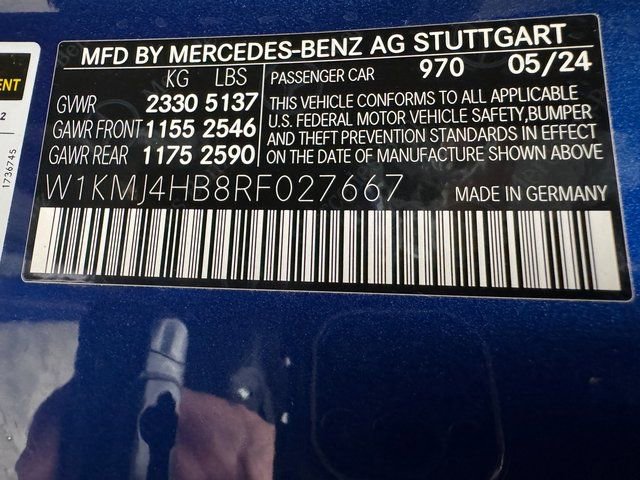 MFD BY MERCEDES-BENZ AG STUTTGART
KG LBS
GVWR 2330 5137
GAWR FRONT 1155 2546
GAWR REAR 1175 2590
PASSENGER CAR 970 05/24
THIS VEHICLE CONFORMS TO ALL APPLICABLE
U.S. FEDERAL MOTOR VEHICLE SAFETY,BUMPER
AND THEFT PREVENTION STANDARDS IN EFFECT
ON THE DATE OF MANUFACTURE SHOWN ABOVE
W1KMJ4HB8RF027667
MADE IN GERMANY
1736745